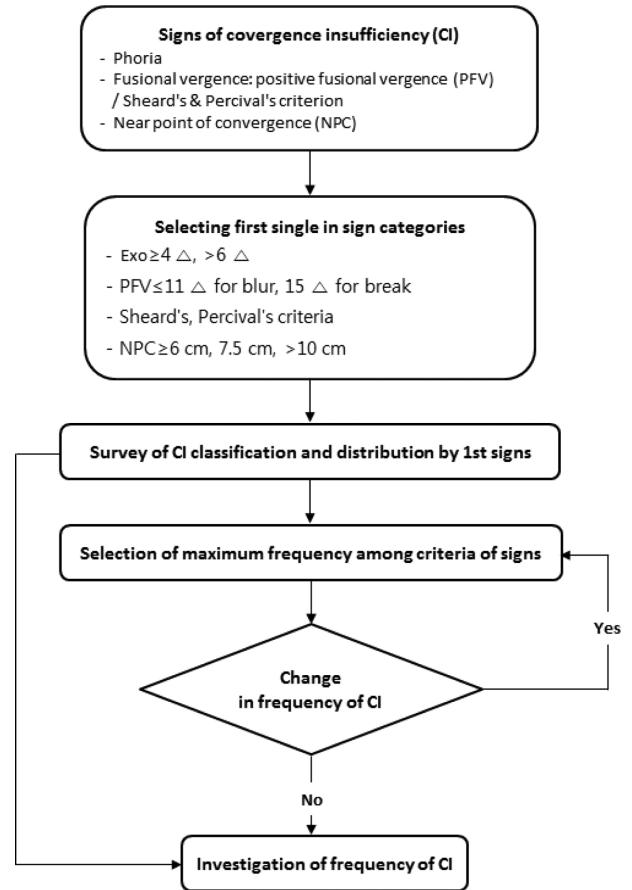 Signs of covergence insufficiency (CI)
- Phoria
- Fusional vergence: positive fusional vergence (PFV)
/ Sheard's & Percival's criterion
- Near point of convergence (NPC)
Selecting first single in sign categories
- Exo≥4 △, >6 △
- PFV≤11 △ for blur, 15 △ for break
- Sheard's, Percival's criteria
- NPC≥6 cm, 7.5 cm, >10 cm
Survey of CI classification and distribution by 1st signs
Selection of maximum frequency among criteria of signs
Yes
Change
in frequency of CI
No
Investigation of frequency of CI